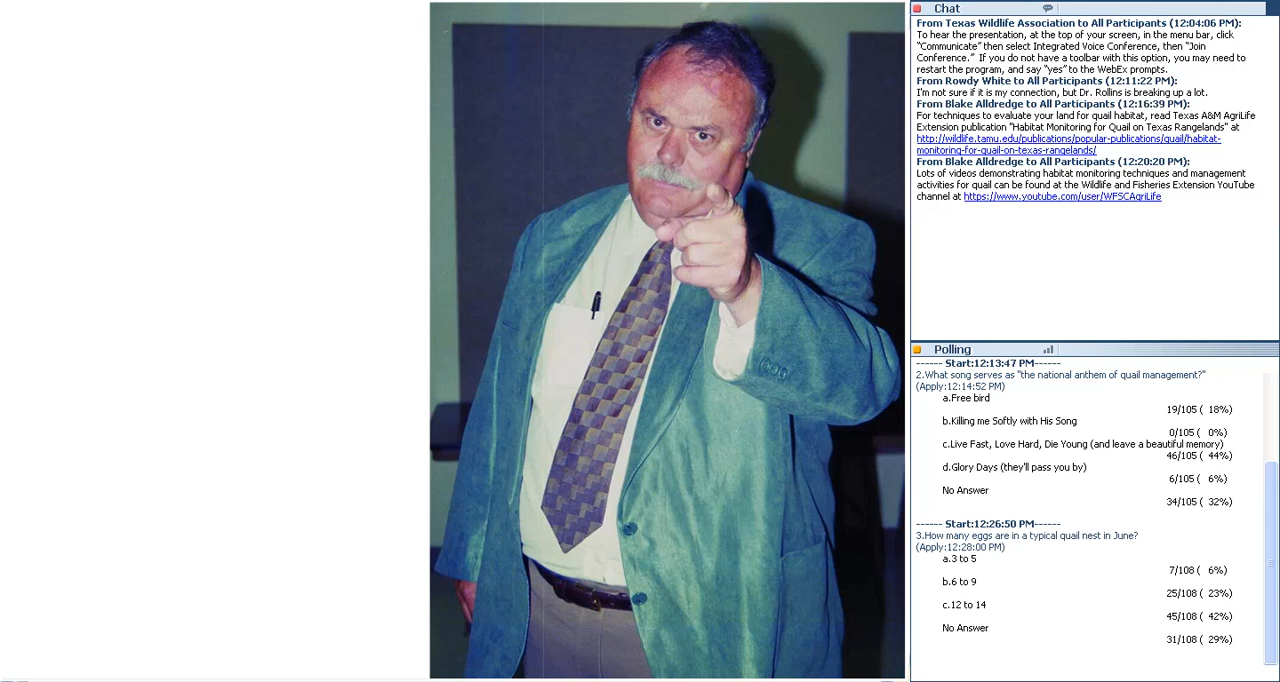 Chat
From Texas Wildlife Association to All Participants (12:04:06 PM):
To hear the presentation, at the top of your screen, in the menu bar, click
“Communicate” then select Integrated Voice Conference, then “Join
Conference.”  If you do not have a toolbar with this option, you may need to
restart the program, and say “yes” to the WebEx prompts.
From Rowdy White to All Participants (12:11:22 PM):
I'm not sure if it is my connection, but Dr. Rollins is breaking up a lot.
From Blake Alldredge to All Participants (12:16:39 PM):
For techniques to evaluate your land for quail habitat, read Texas A&M AgriLife
Extension publication "Habitat Monitoring for Quail on Texas Rangelands" at
http://wildlife.tamu.edu/publications/popular-publications/quail/habitat-
monitoring-for-quail-on-texas-rangelands/
From Blake Alldredge to All Participants (12:20:20 PM):
Lots of videos demonstrating habitat monitoring techniques and management
activities for quail can be found at the Wildlife and Fisheries Extension YouTube
channel at https://www.youtube.com/user/WFSCAgriLife
Polling
------ Start:12:13:47 PM------
2.What song serves as "the national anthem of quail management?"
(Apply:12:14:52 PM)
a.Free bird
19/105 ( 18%)
b.Killing me Softly with His Song
0/105 ( 0%)
c.Live Fast, Love Hard, Die Young (and leave a beautiful memory)
46/105 ( 44%)
d.Glory Days (they'll pass you by)
6/105 ( 6%)
No Answer
34/105 ( 32%)
------ Start:12:26:50 PM------
3.How many eggs are in a typical quail nest in June?
(Apply:12:28:00 PM)
a.3 to 5
7/108 ( 6%)
b.6 to 9
25/108 ( 23%)
c.12 to 14
45/108 ( 42%)
No Answer
31/108 ( 29%)